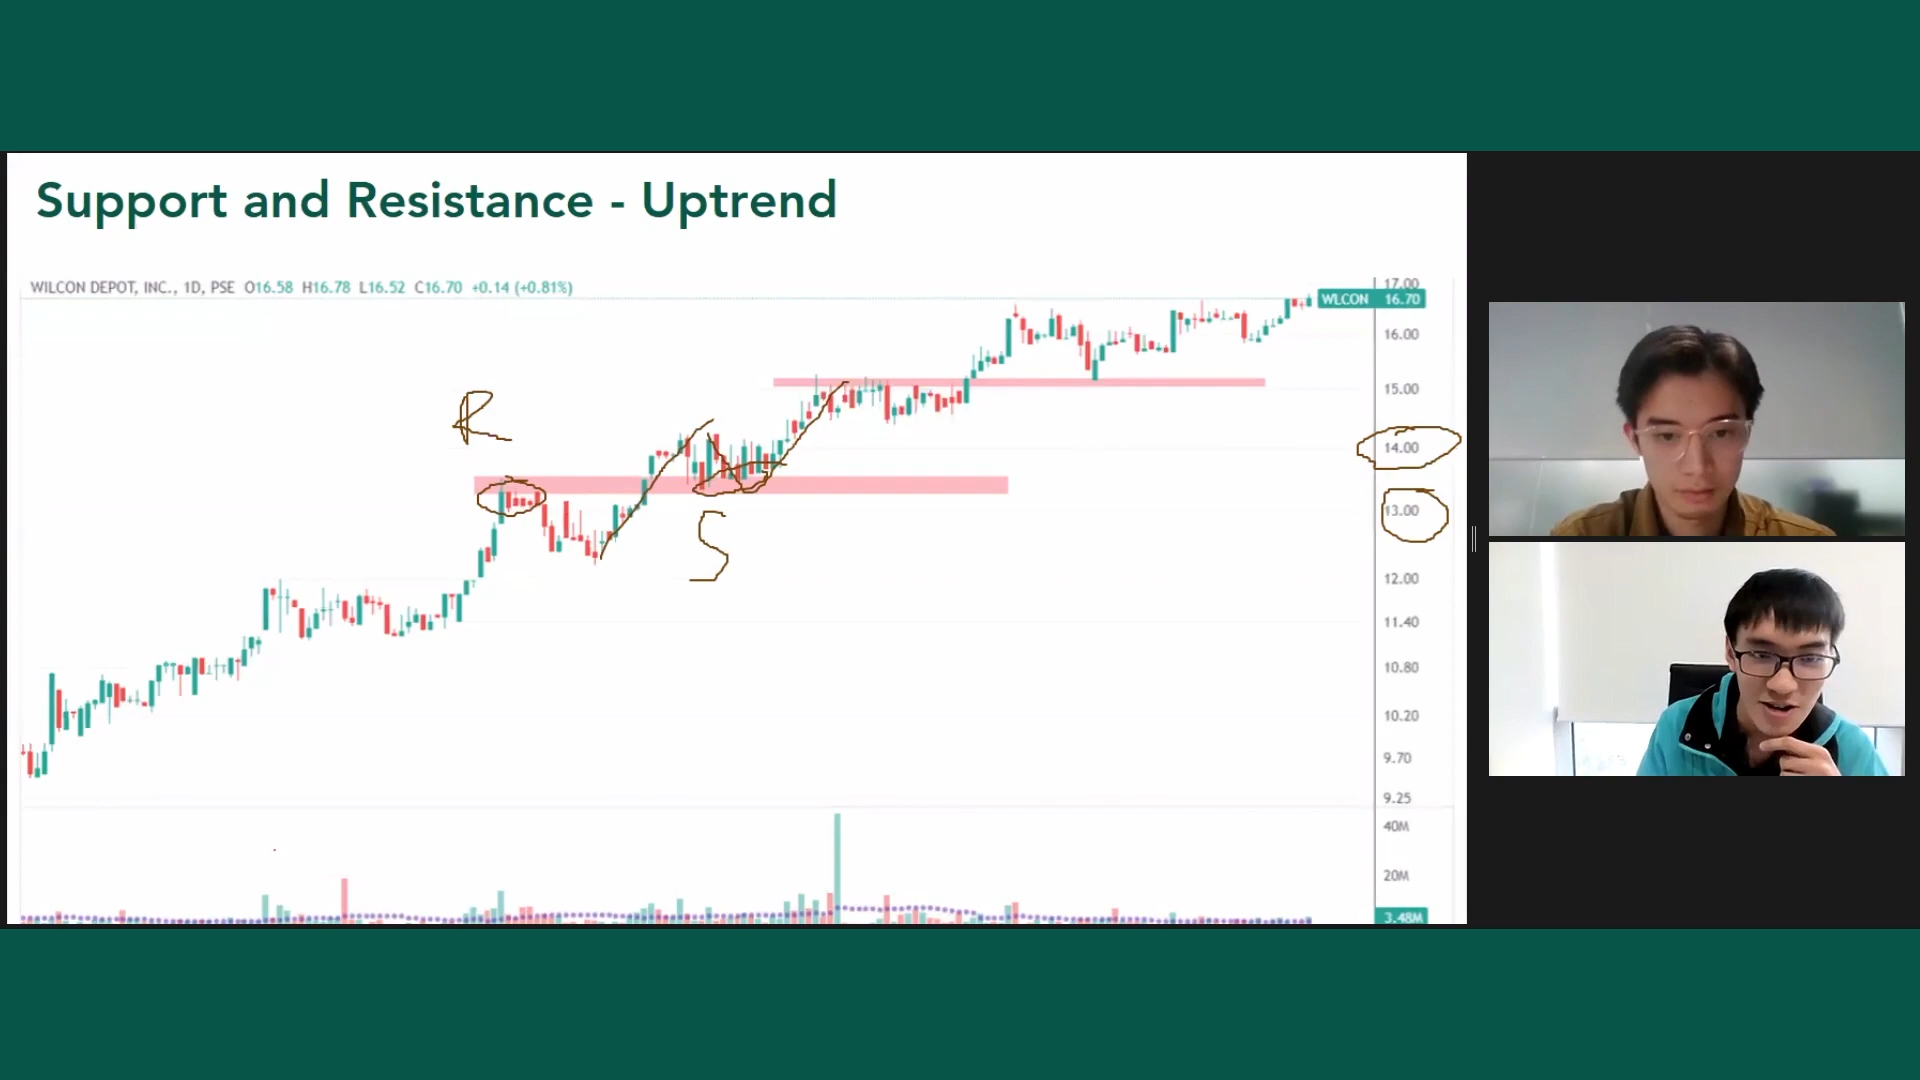 Support and Resistance - Uptrend
WILCON DEPOT, INC., 1D, PSE O16.58 H16.78 L16.52 C16.70 +0.14 (+0.81%)
17.00
WLCON 16.70
16.00
R
15.00
14.00
13.00
S
12.00
11.40
10.80
10.20
9.70
9.25
40M
20M
3.48M